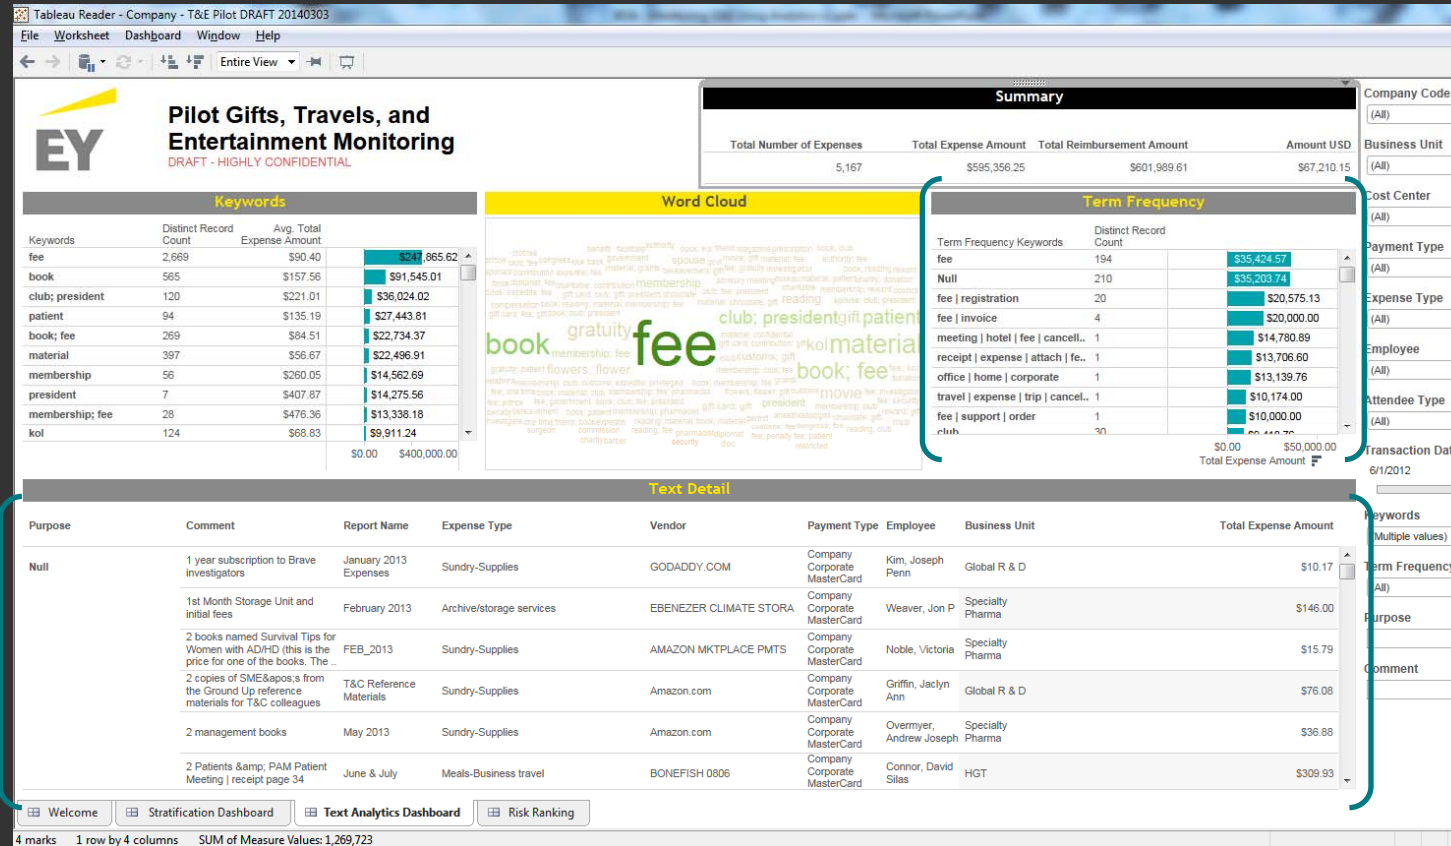 Tableau Reader - Company - T&E Pilot DRAFT 20140303
File Worksheet Dashboard Window Help
Entire View
EY
Pilot Gifts, Travels, and
Entertainment Monitoring
DRAFT - HIGHLY CONFIDENTIAL
Summary
Total Number of Expenses Total Expense Amount Total Reimbursement Amount Amount USD
5,167 $595,356.25 $601,989.61 $67,210.15
Keywords
Keywords Distinct Record Count Avg. Total Expense Amount
fee 2,669 $90.40 $247,865.62
book 565 $157.56 $91,545.01
club; president 120 $221.01 $36,024.02
patient 94 $135.19 $27,443.81
book; fee 269 $84.51 $22,734.37
material 397 $56.67 $22,496.91
membership 56 $260.05 $14,562.69
president 7 $407.87 $14,275.56
membership; fee 28 $476.36 $13,338.18
kol 124 $68.83 $9,911.24
$0.00 $400,000.00
Word Cloud
membership
reading
club; president gift patient
gratuity
book fee kol material
membership; fee
flowers; flower
customs; gift
book; fee
movie
president
security
Term Frequency
Term Frequency Keywords Distinct Record Count
fee 194 $35,424.57
Null 210 $35,203.74
fee | registration 20 $20,575.13
fee | invoice 4 $20,000.00
meeting | hotel | fee | cancell.. 1 $14,780.89
receipt | expense | attach | fe.. 1 $13,706.60
office | home | corporate 1 $13,139.76
travel | expense | trip | cancel.. 1 $10,174.00
fee | support | order 1 $10,000.00
club 30
$0.00 $50,000.00
Total Expense Amount
Text Detail
Purpose Comment Report Name Expense Type Vendor Payment Type Employee Business Unit Total Expense Amount
Null
1 year subscription to Brave investigators January 2013 Expenses Sundry-Supplies GODADDY.COM Company Corporate MasterCard Kim, Joseph Penn Global R & D $10.17
1st Month Storage Unit and initial fees February 2013 Archive/storage services EBENEZER CLIMATE STORA Company Corporate MasterCard Weaver, Jon P Specialty Pharma $146.00
2 books named Survival Tips for Women with AD/HD (this is the price for one of the books. The .. FEB_2013 Sundry-Supplies AMAZON MKTPLACE PMTS Company Corporate MasterCard Noble, Victoria Specialty Pharma $15.79
2 copies of SME&apos;s from the Ground Up reference materials for T&C colleagues T&C Reference Materials Sundry-Supplies Amazon.com Company Corporate MasterCard Griffin, Jaclyn Ann Global R & D $76.08
2 management books May 2013 Sundry-Supplies Amazon.com Company Corporate MasterCard Overmyer, Andrew Joseph Specialty Pharma $36.88
2 Patients &amp; PAM Patient Meeting | receipt page 34 June & July Meals-Business travel BONEFISH 0806 Company Corporate MasterCard Connor, David Silas HGT $309.93
Company Code
(All)
Business Unit
(All)
Cost Center
(All)
Payment Type
(All)
Expense Type
(All)
Employee
(All)
Attendee Type
(All)
Transaction Dat
6/1/2012
Keywords
(Multiple values)
Term Frequency
(All)
Purpose
Comment
Welcome Stratification Dashboard Text Analytics Dashboard Risk Ranking
4 marks 1 row by 4 columns SUM of Measure Values: 1,269,723